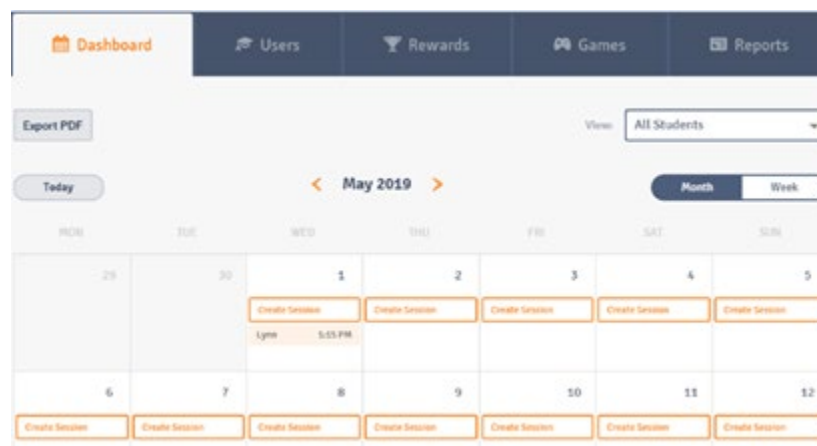 Dashboard Users Rewards Games Reports
Export PDF View: All Students
Today < May 2019 > Month Week
MON TUE WED THU FRI SAT SUN
29 30 1 2 3 4 5
Create Session Create Session Create Session Create Session Create Session
Lynn 5:55 PM
6 7 8 9 10 11 12
Create Session Create Session Create Session Create Session Create Session Create Session Create Session